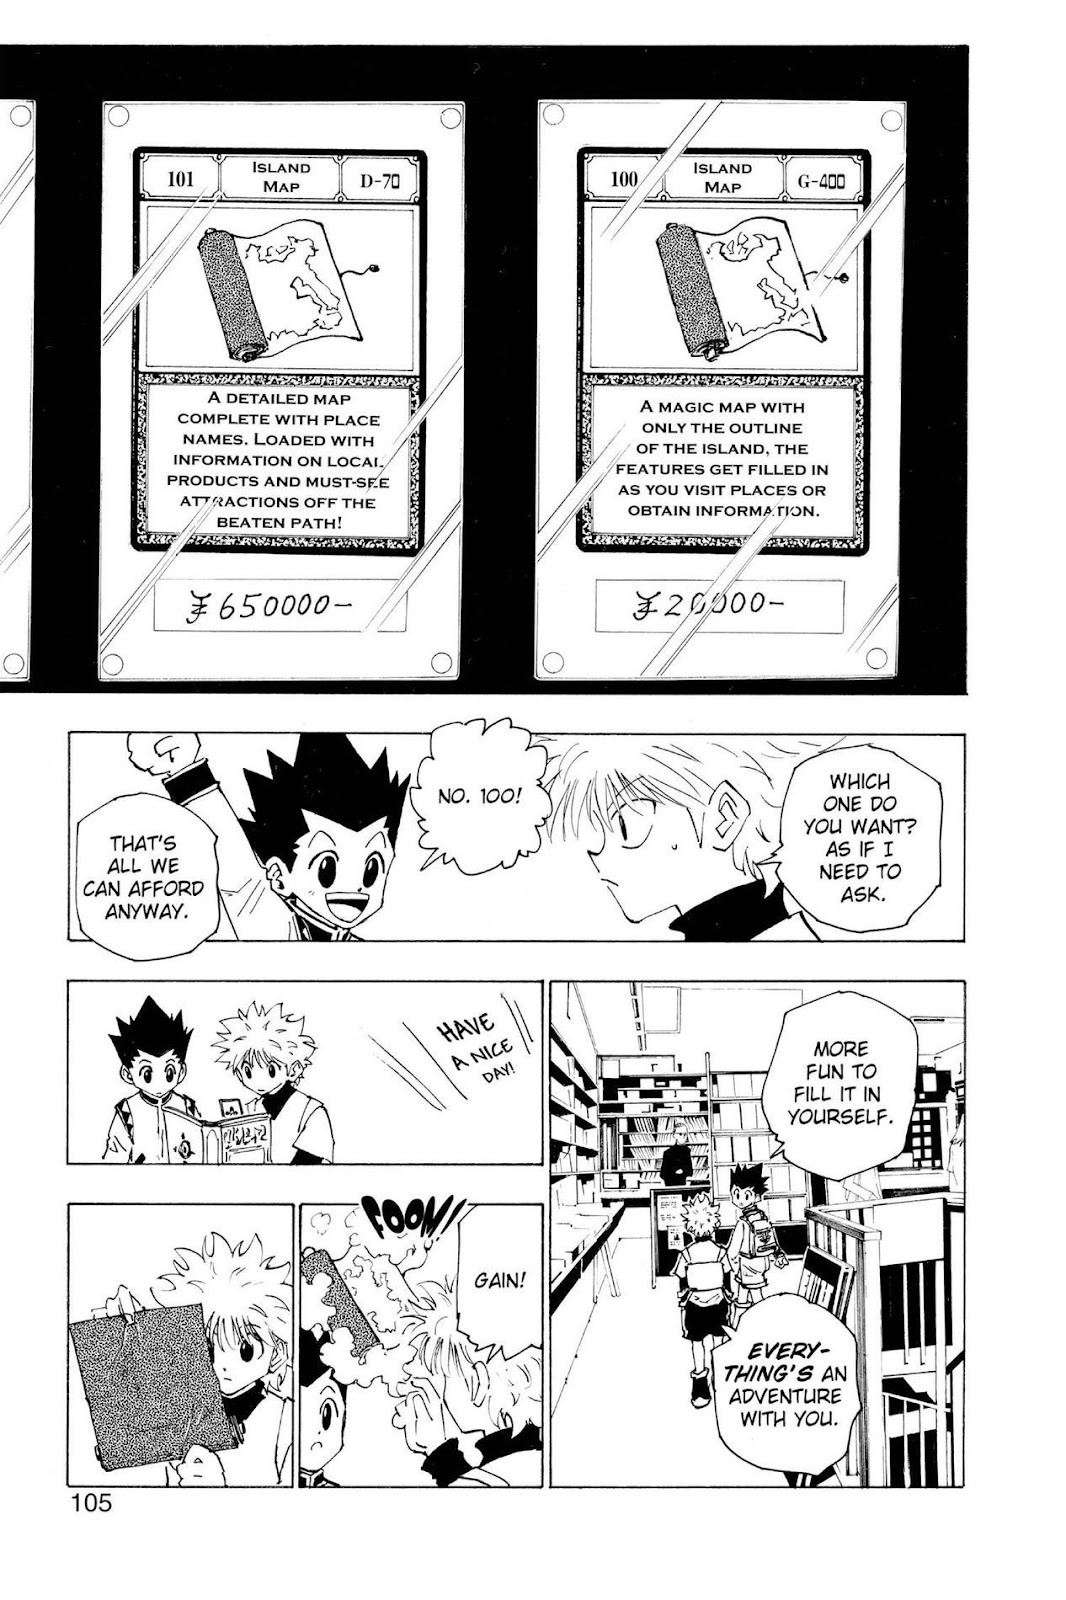 100
ISLAND
MAP
G-400
A MAGIC MAP WITH
ONLY THE OUTLINE
OF THE ISLAND, THE
FEATURES GET FILLED IN
AS YOU VISIT PLACES OR
OBTAIN INFORMATION.
¥20000-
101
ISLAND
MAP
D-70
A DETAILED MAP
COMPLETE WITH PLACE
NAMES. LOADED WITH
INFORMATION ON LOCAL
PRODUCTS AND MUST-SEE
ATTRACTIONS OFF THE
BEATEN PATH!
¥650000-
WHICH
ONE DO
YOU WANT?
AS IF I
NEED TO
ASK.
NO. 100!
THAT'S
ALL WE
CAN AFFORD
ANYWAY.
MORE
FUN TO
FILL IT IN
YOURSELF.
EVERY-
THING'S AN
ADVENTURE
WITH YOU.
HAVE
A NICE
DAY!
GAIN!
FOOM!
105